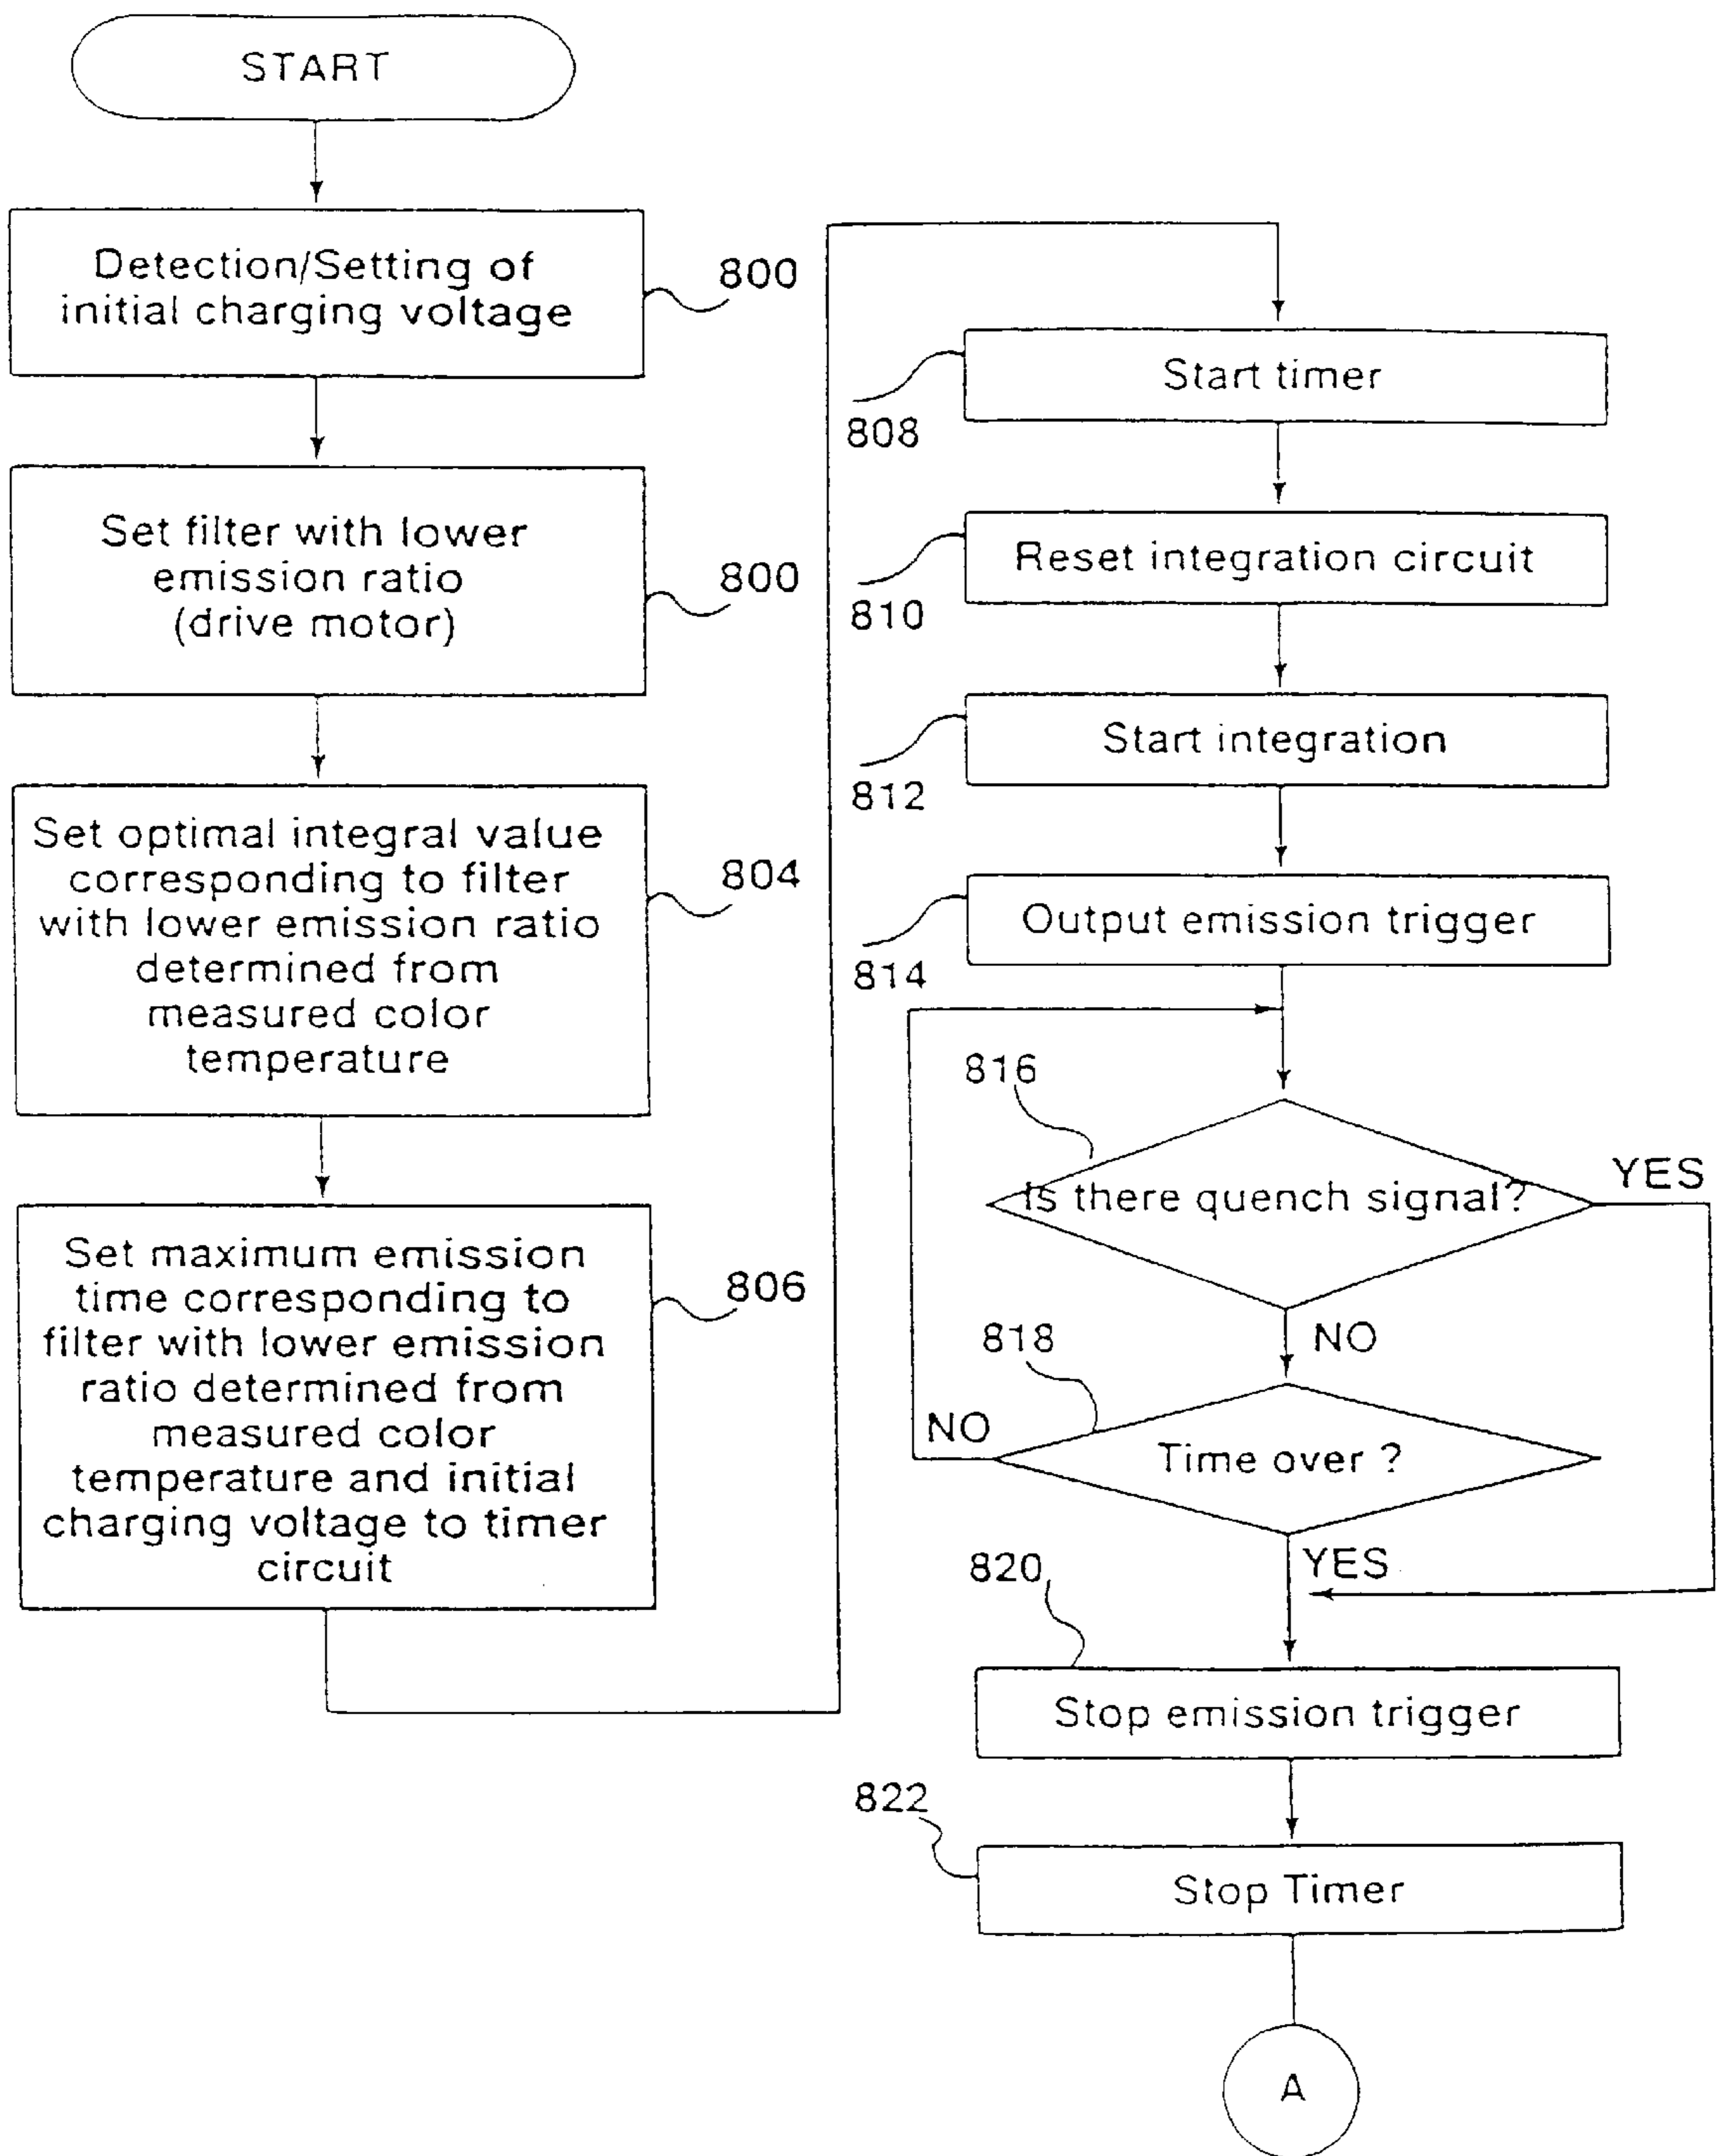 START
Detection/Setting of
initial charging voltage
800
Set filter with lower
emission ratio
(drive motor)
800
Set optimal integral value
corresponding to filter
with lower emission ratio
determined from
measured color
temperature
804
Set maximum emission
time corresponding to
filter with lower emission
ratio determined from
measured color
temperature and initial
charging voltage to timer
circuit
806
Start timer
808
Reset integration circuit
810
Start integration
812
Output emission trigger
814
816
Is there quench signal?
YES
NO
818
NO
Time over ?
YES
820
Stop emission trigger
822
Stop Timer
A